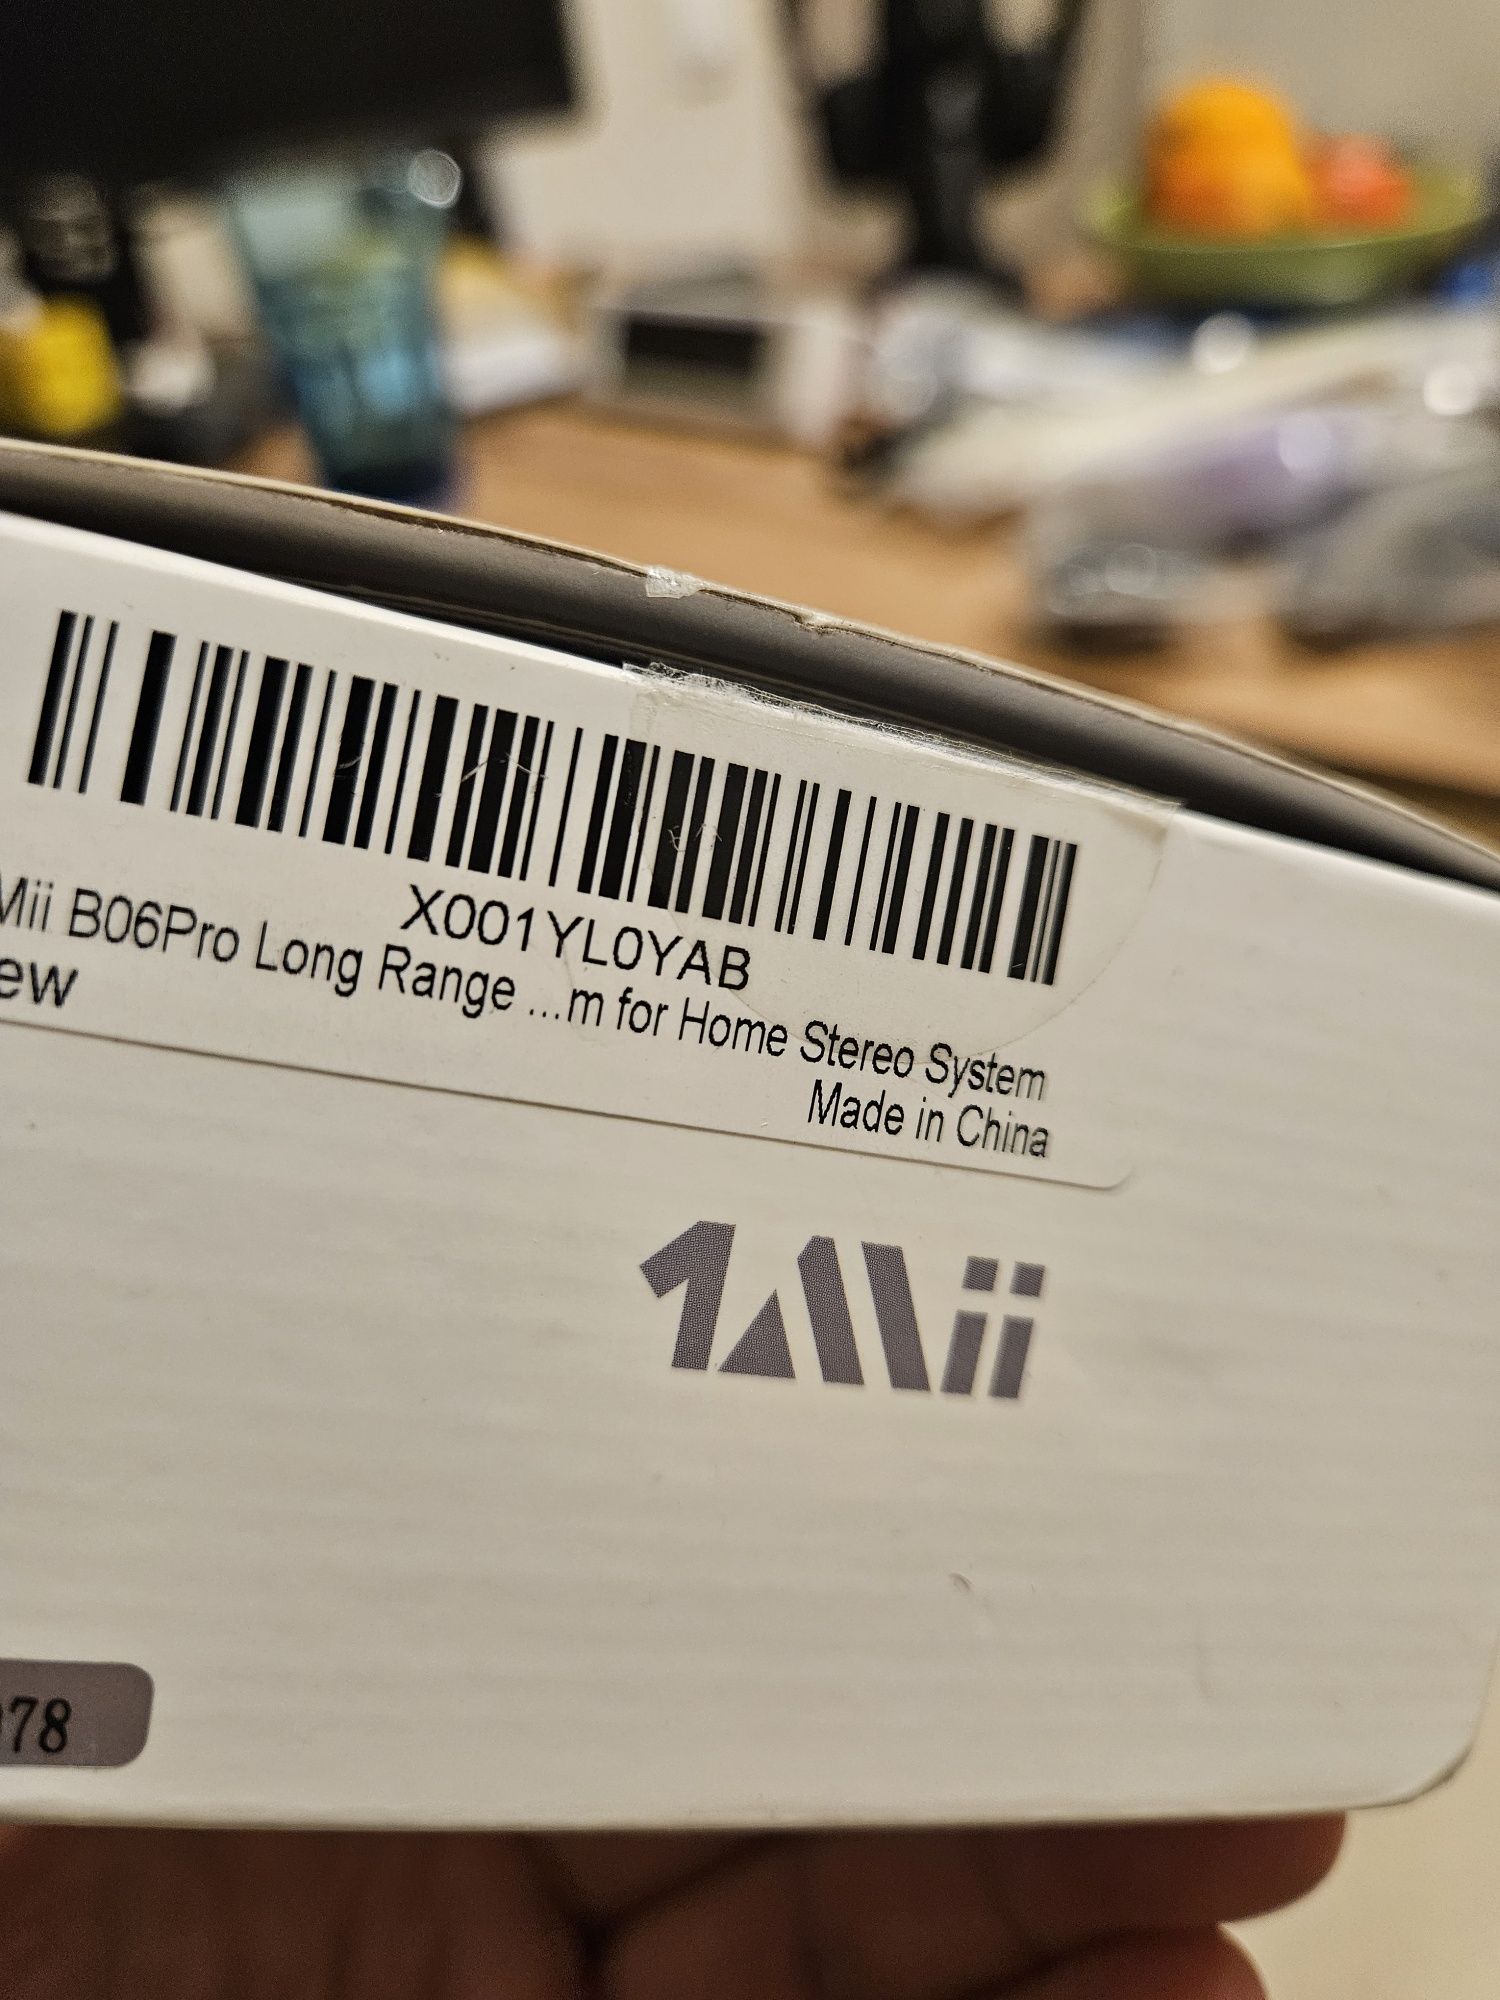 X001YL0YAB
Mii B06Pro Long Range ...m for Home Stereo System
ew
Made in China
1Mii
78